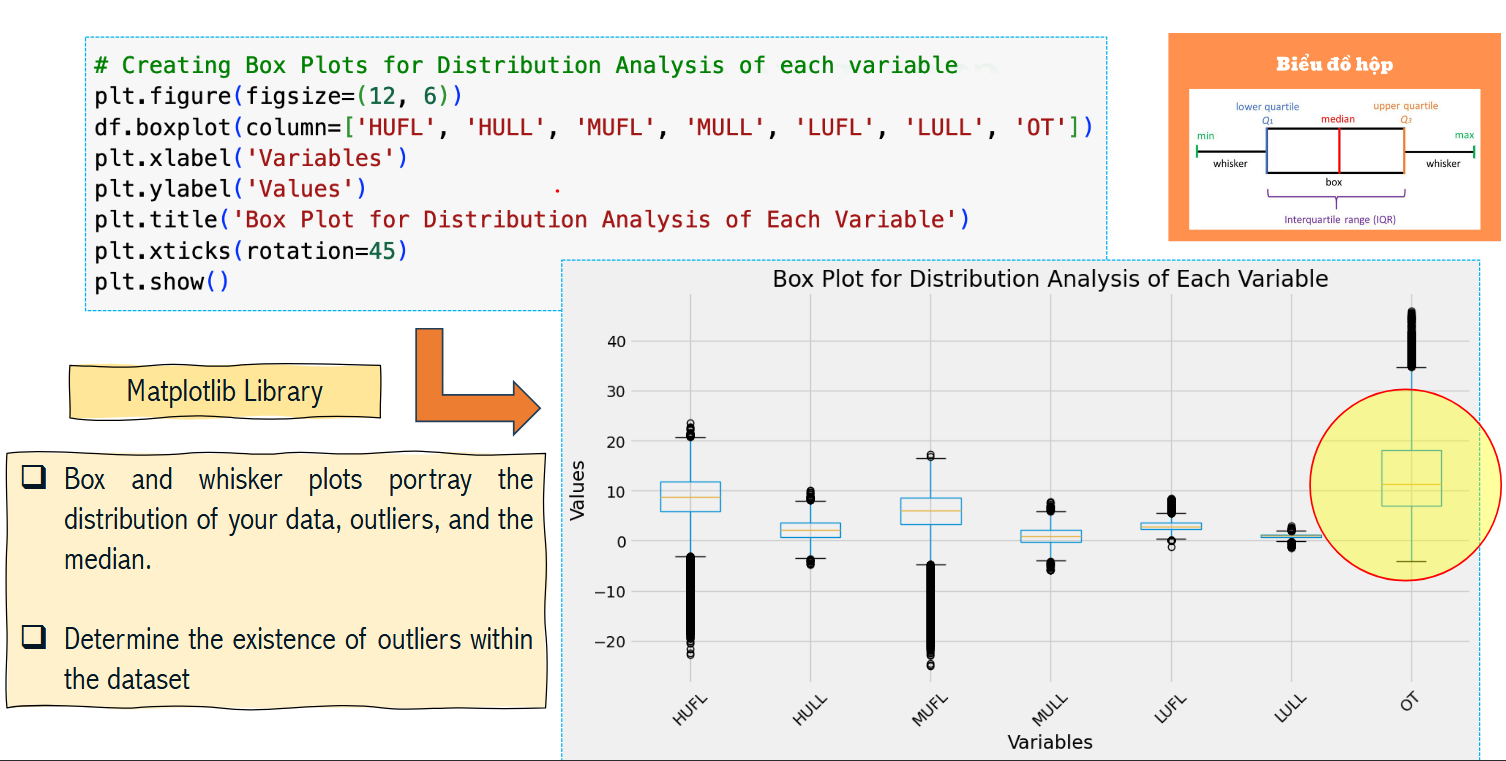 # Creating Box Plots for Distribution Analysis of each variable
plt.figure(figsize=(12, 6))
df.boxplot(column=['HUFL', 'HULL', 'MUFL', 'MULL', 'LUFL', 'LULL', 'OT'])
plt.xlabel('Variables')
plt.ylabel('Values')
plt.title('Box Plot for Distribution Analysis of Each Variable')
plt.xticks(rotation=45)
plt.show()
Biểu đồ hộp
lower quartile
upper quartile
Q₁
median
Q₃
min
max
whisker
whisker
box
Interquartile range (IQR)
Matplotlib Library
Box and whisker plots portray the
distribution of your data, outliers, and the
median.
Determine the existence of outliers within
the dataset
Box Plot for Distribution Analysis of Each Variable
Values
40
30
20
10
0
−10
−20
HUFL
HULL
MUFL
MULL
LUFL
LULL
OT
Variables